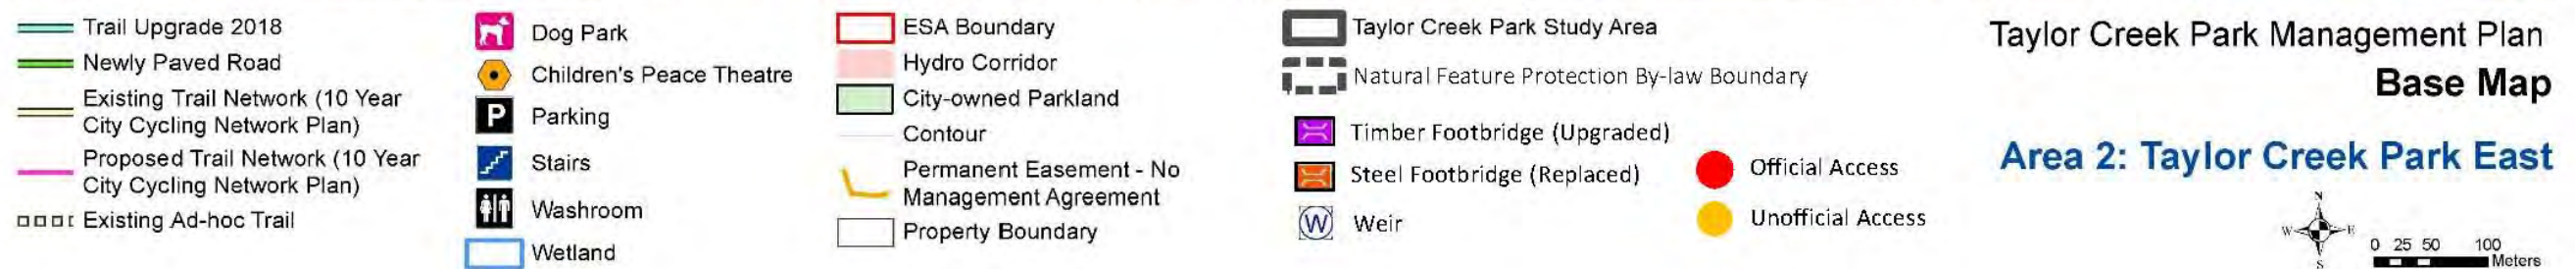 Trail Upgrade 2018
Newly Paved Road
Existing Trail Network (10 Year
City Cycling Network Plan)
Proposed Trail Network (10 Year
City Cycling Network Plan)
Existing Ad-hoc Trail
Dog Park
Children's Peace Theatre
P
Parking
Stairs
Washroom
Wetland
ESA Boundary
Hydro Corridor
City-owned Parkland
Contour
Permanent Easement - No
Management Agreement
Property Boundary
Taylor Creek Park Study Area
Natural Feature Protection By-law Boundary
Timber Footbridge (Upgraded)
Steel Footbridge (Replaced)
W
Weir
Official Access
Unofficial Access
Taylor Creek Park Management Plan
Base Map
Area 2: Taylor Creek Park East
N
W E
S
0 25 50 100
Meters